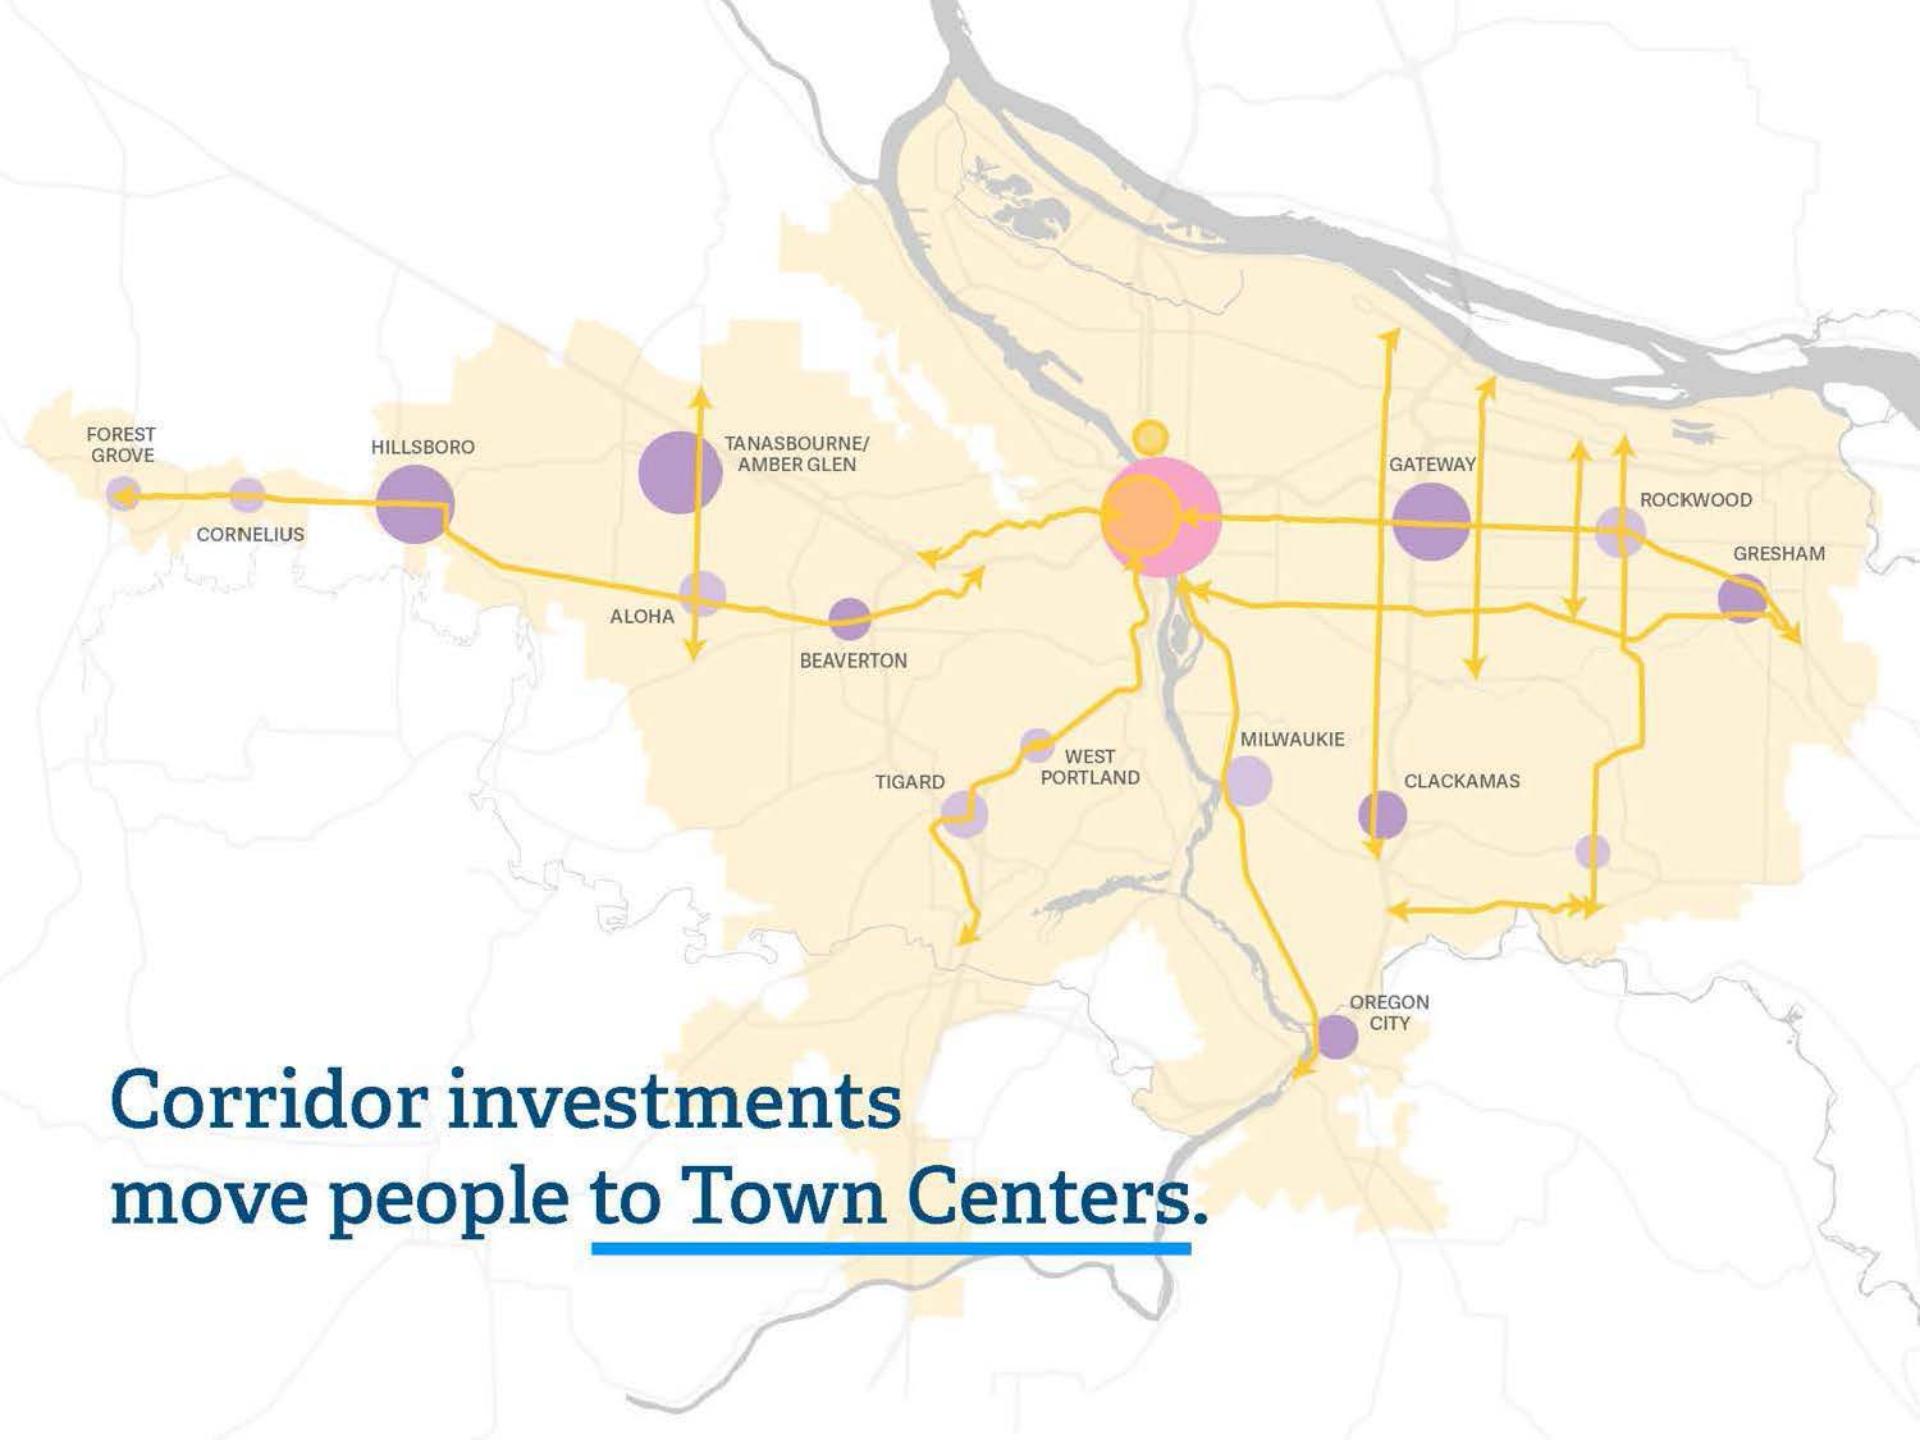 FOREST
GROVE
HILLSBORO
CORNELIUS
TANASBOURNE/
AMBER GLEN
ALOHA
BEAVERTON
GATEWAY
ROCKWOOD
GRESHAM
WEST
PORTLAND
TIGARD
MILWAUKIE
CLACKAMAS
OREGON
CITY
Corridor investments
move people to Town Centers.